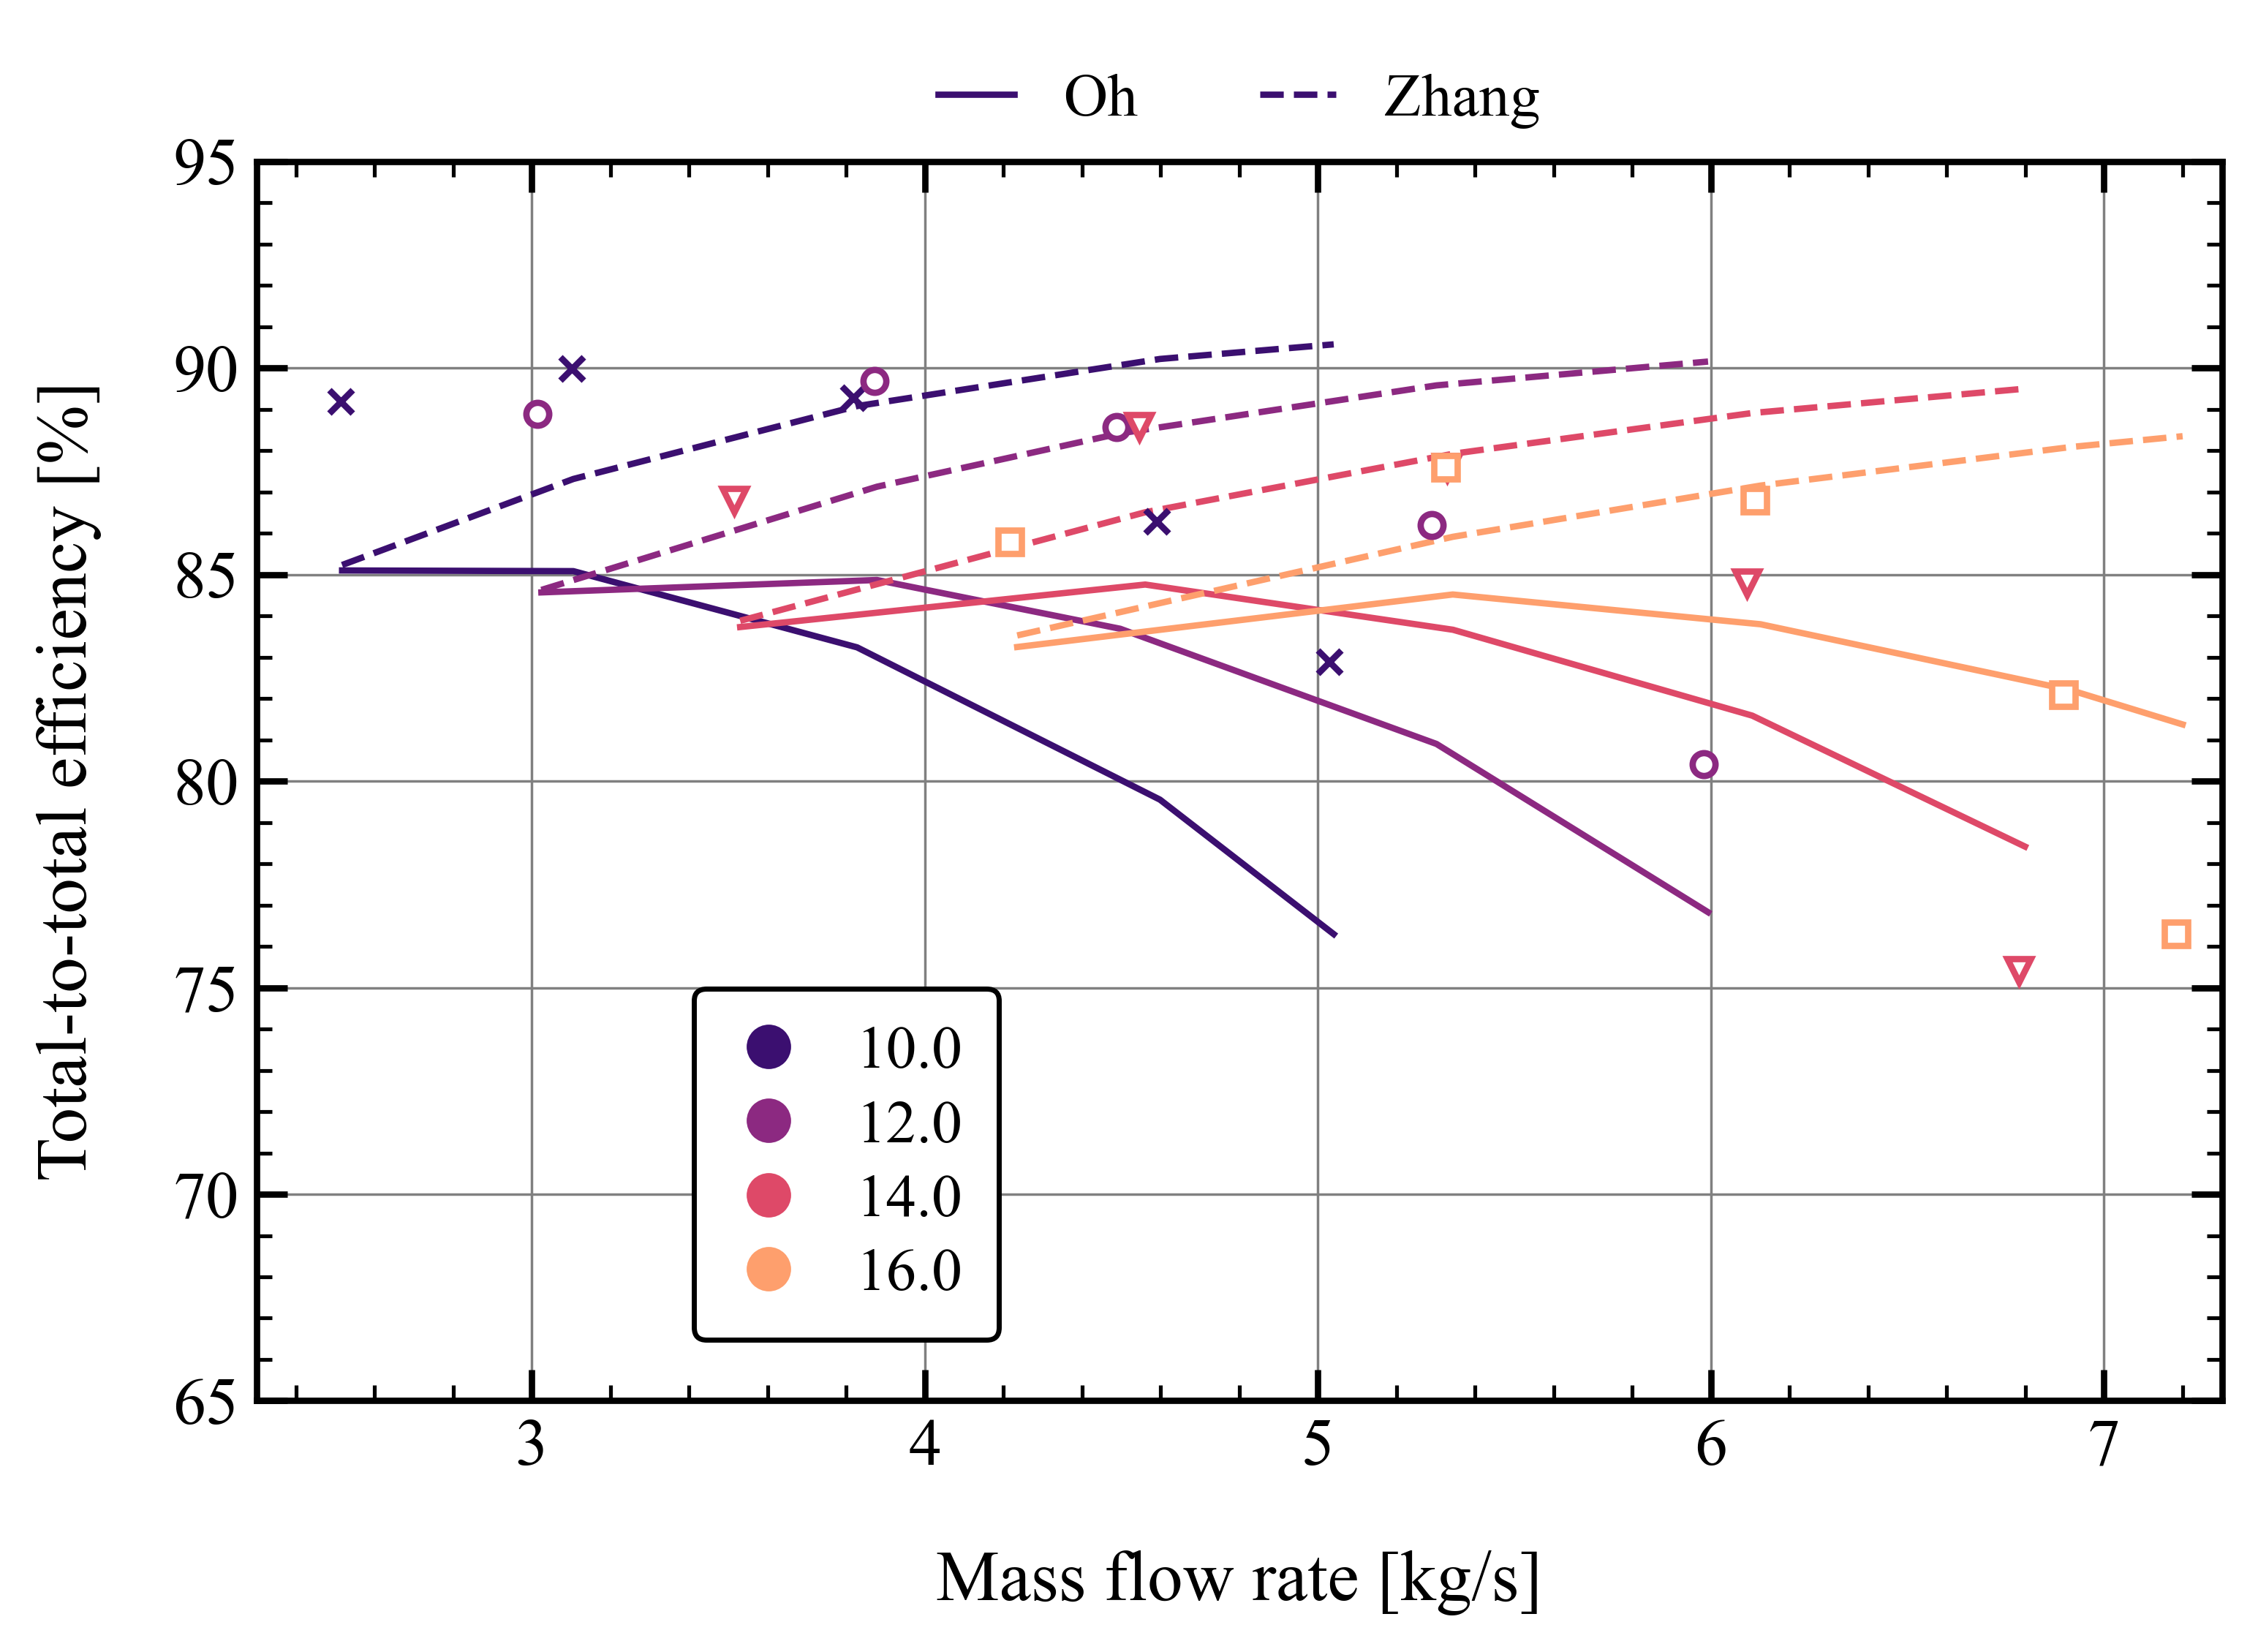 Oh Zhang
95
90
85
80
75
70
65
Total-to-total efficiency [%]
10.0
12.0
14.0
16.0
3 4 5 6 7
Mass flow rate [kg/s]